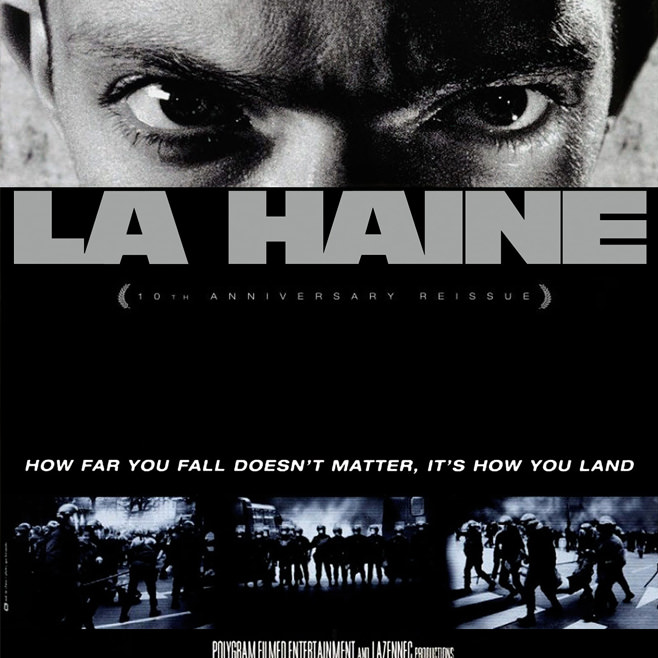 LA HAINE
10TH ANNIVERSARY REISSUE
HOW FAR YOU FALL DOESN'T MATTER, IT'S HOW YOU LAND
POLYGRAM FILMED ENTERTAINMENT AND LAZENNEC PRODUCTIONS